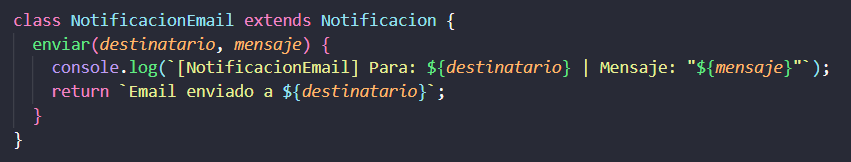 class NotificacionEmail extends Notificacion {
  enviar(destinatario, mensaje) {
    console.log(`[NotificacionEmail] Para: ${destinatario} | Mensaje: "${mensaje}"`);
    return `Email enviado a ${destinatario}`;
  }
}